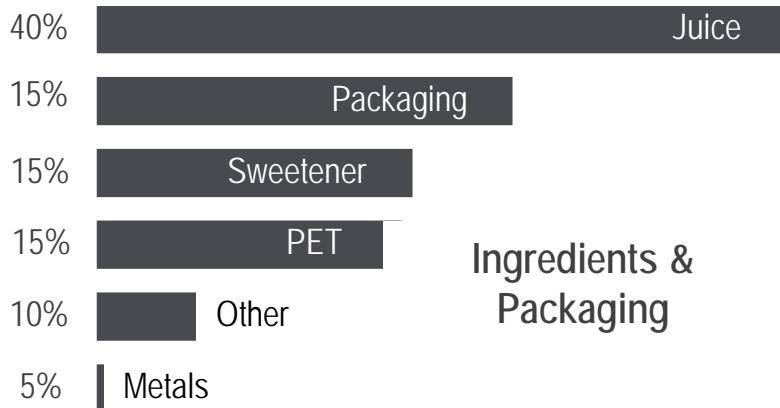 40% Juice
15% Packaging
15% Sweetener
15% PET
Ingredients &
Packaging
10% Other
5% Metals